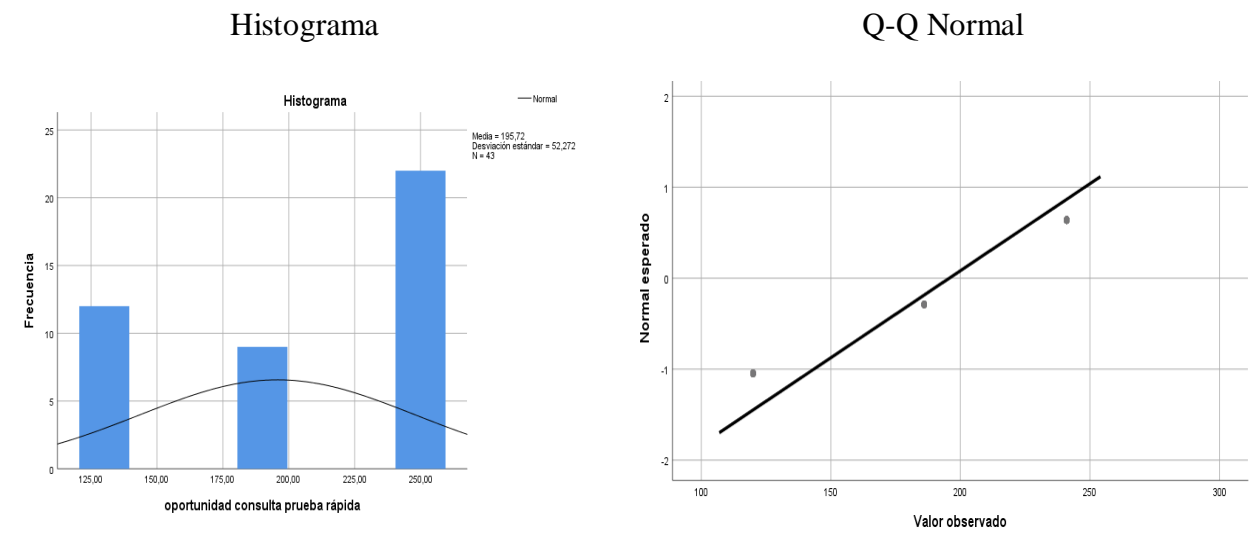 Histograma
Q-Q Normal
Histograma
Normal
Media = 195,72
Desviación estándar = 52,272
N = 43
Frecuencia
25
20
15
10
5
0
125,00 150,00 175,00 200,00 225,00 250,00
oportunidad consulta prueba rápida
Normal esperado
2
1
0
-1
-2
100 150 200 250 300
Valor observado